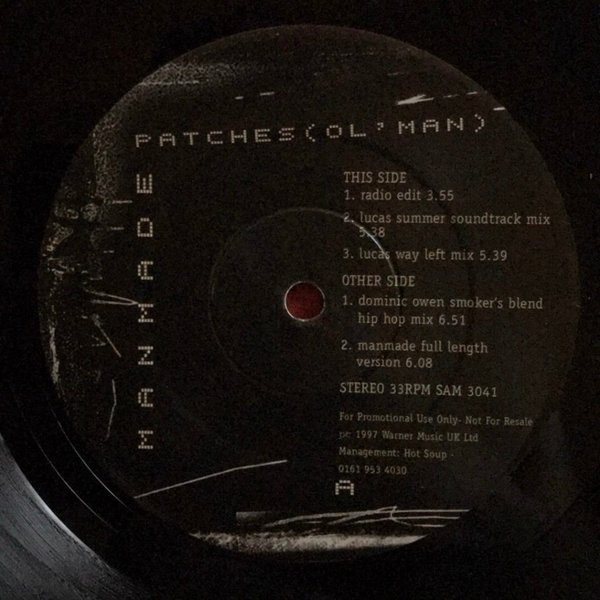 PATCHES(OL'MAN)
MANMADE
THIS SIDE
1. radio edit 3.55
2. lucas summer soundtrack mix
5.38
3. lucas way left mix 5.39
OTHER SIDE
1. dominic owen smoker's blend
hip hop mix 6.51
2. manmade full length
version 6.08
STEREO 33RPM SAM 3041
For Promotional Use Only- Not For Resale
pc 1997 Warner Music UK Ltd
Management: Hot Soup -
0161 953 4030
A